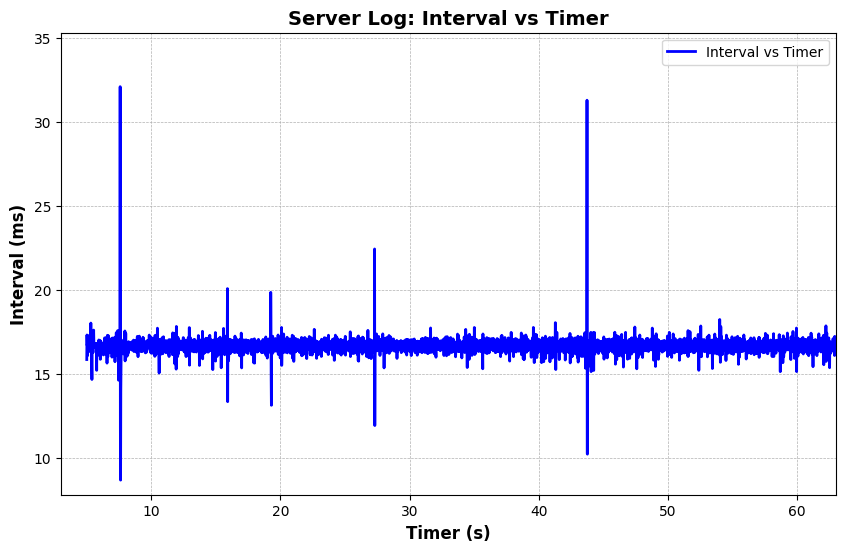 Server Log: Interval vs Timer
Interval vs Timer
35
30
25
20
15
10
Interval (ms)
10 20 30 40 50 60
Timer (s)